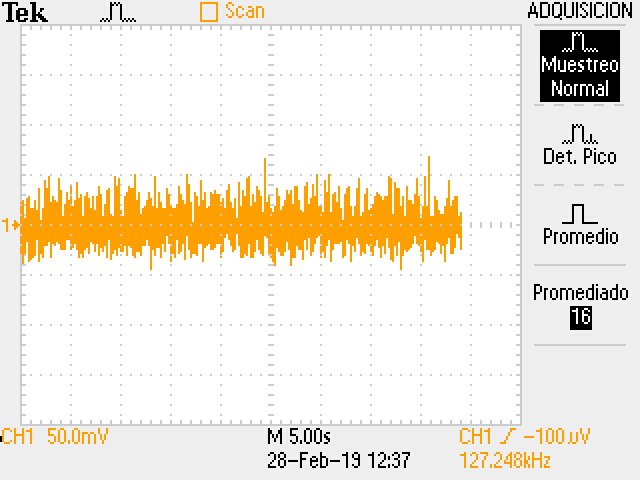 Tek Scan ADQUISICION
Muestreo
Normal
Det. Pico
1
Promedio
Promediado
16
CH1 50.0mV M 5.00s CH1 -100uV
28-Feb-19 12:37 127.248kHz